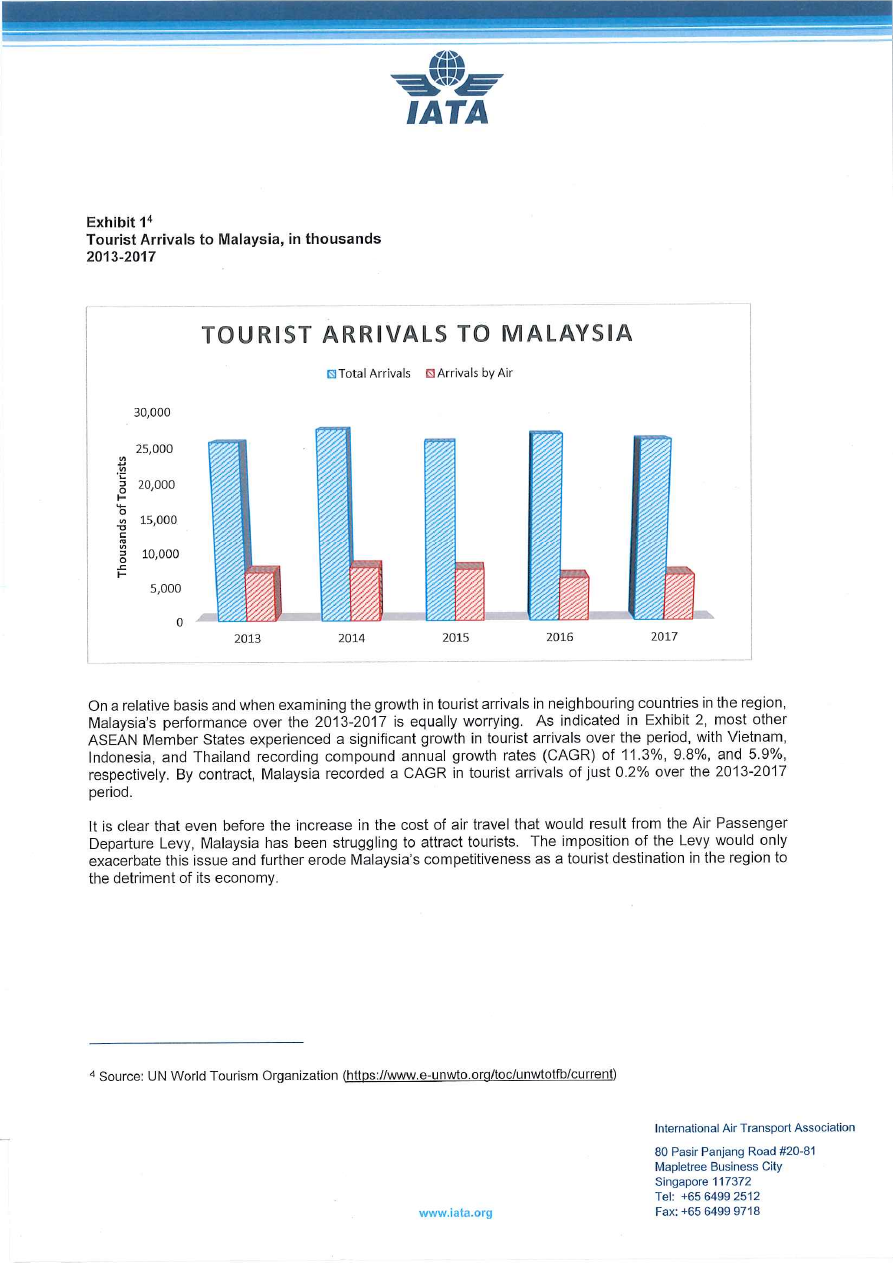 IATA
Exhibit 1⁴
Tourist Arrivals to Malaysia, in thousands
2013-2017
TOURIST ARRIVALS TO MALAYSIA
Total Arrivals Arrivals by Air
Thousands of Tourists
30,000
25,000
20,000
15,000
10,000
5,000
0
2013 2014 2015 2016 2017
On a relative basis and when examining the growth in tourist arrivals in neighbouring countries in the region,
Malaysia's performance over the 2013-2017 is equally worrying. As indicated in Exhibit 2, most other
ASEAN Member States experienced a significant growth in tourist arrivals over the period, with Vietnam,
Indonesia, and Thailand recording compound annual growth rates (CAGR) of 11.3%, 9.8%, and 5.9%,
respectively. By contract, Malaysia recorded a CAGR in tourist arrivals of just 0.2% over the 2013-2017
period.
It is clear that even before the increase in the cost of air travel that would result from the Air Passenger
Departure Levy, Malaysia has been struggling to attract tourists. The imposition of the Levy would only
exacerbate this issue and further erode Malaysia's competitiveness as a tourist destination in the region to
the detriment of its economy.
⁴ Source: UN World Tourism Organization (https://www.e-unwto.org/toc/unwtotfb/current)
International Air Transport Association
80 Pasir Panjang Road #20-81
Mapletree Business City
Singapore 117372
Tel: +65 6499 2512
Fax: +65 6499 9718
www.iata.org